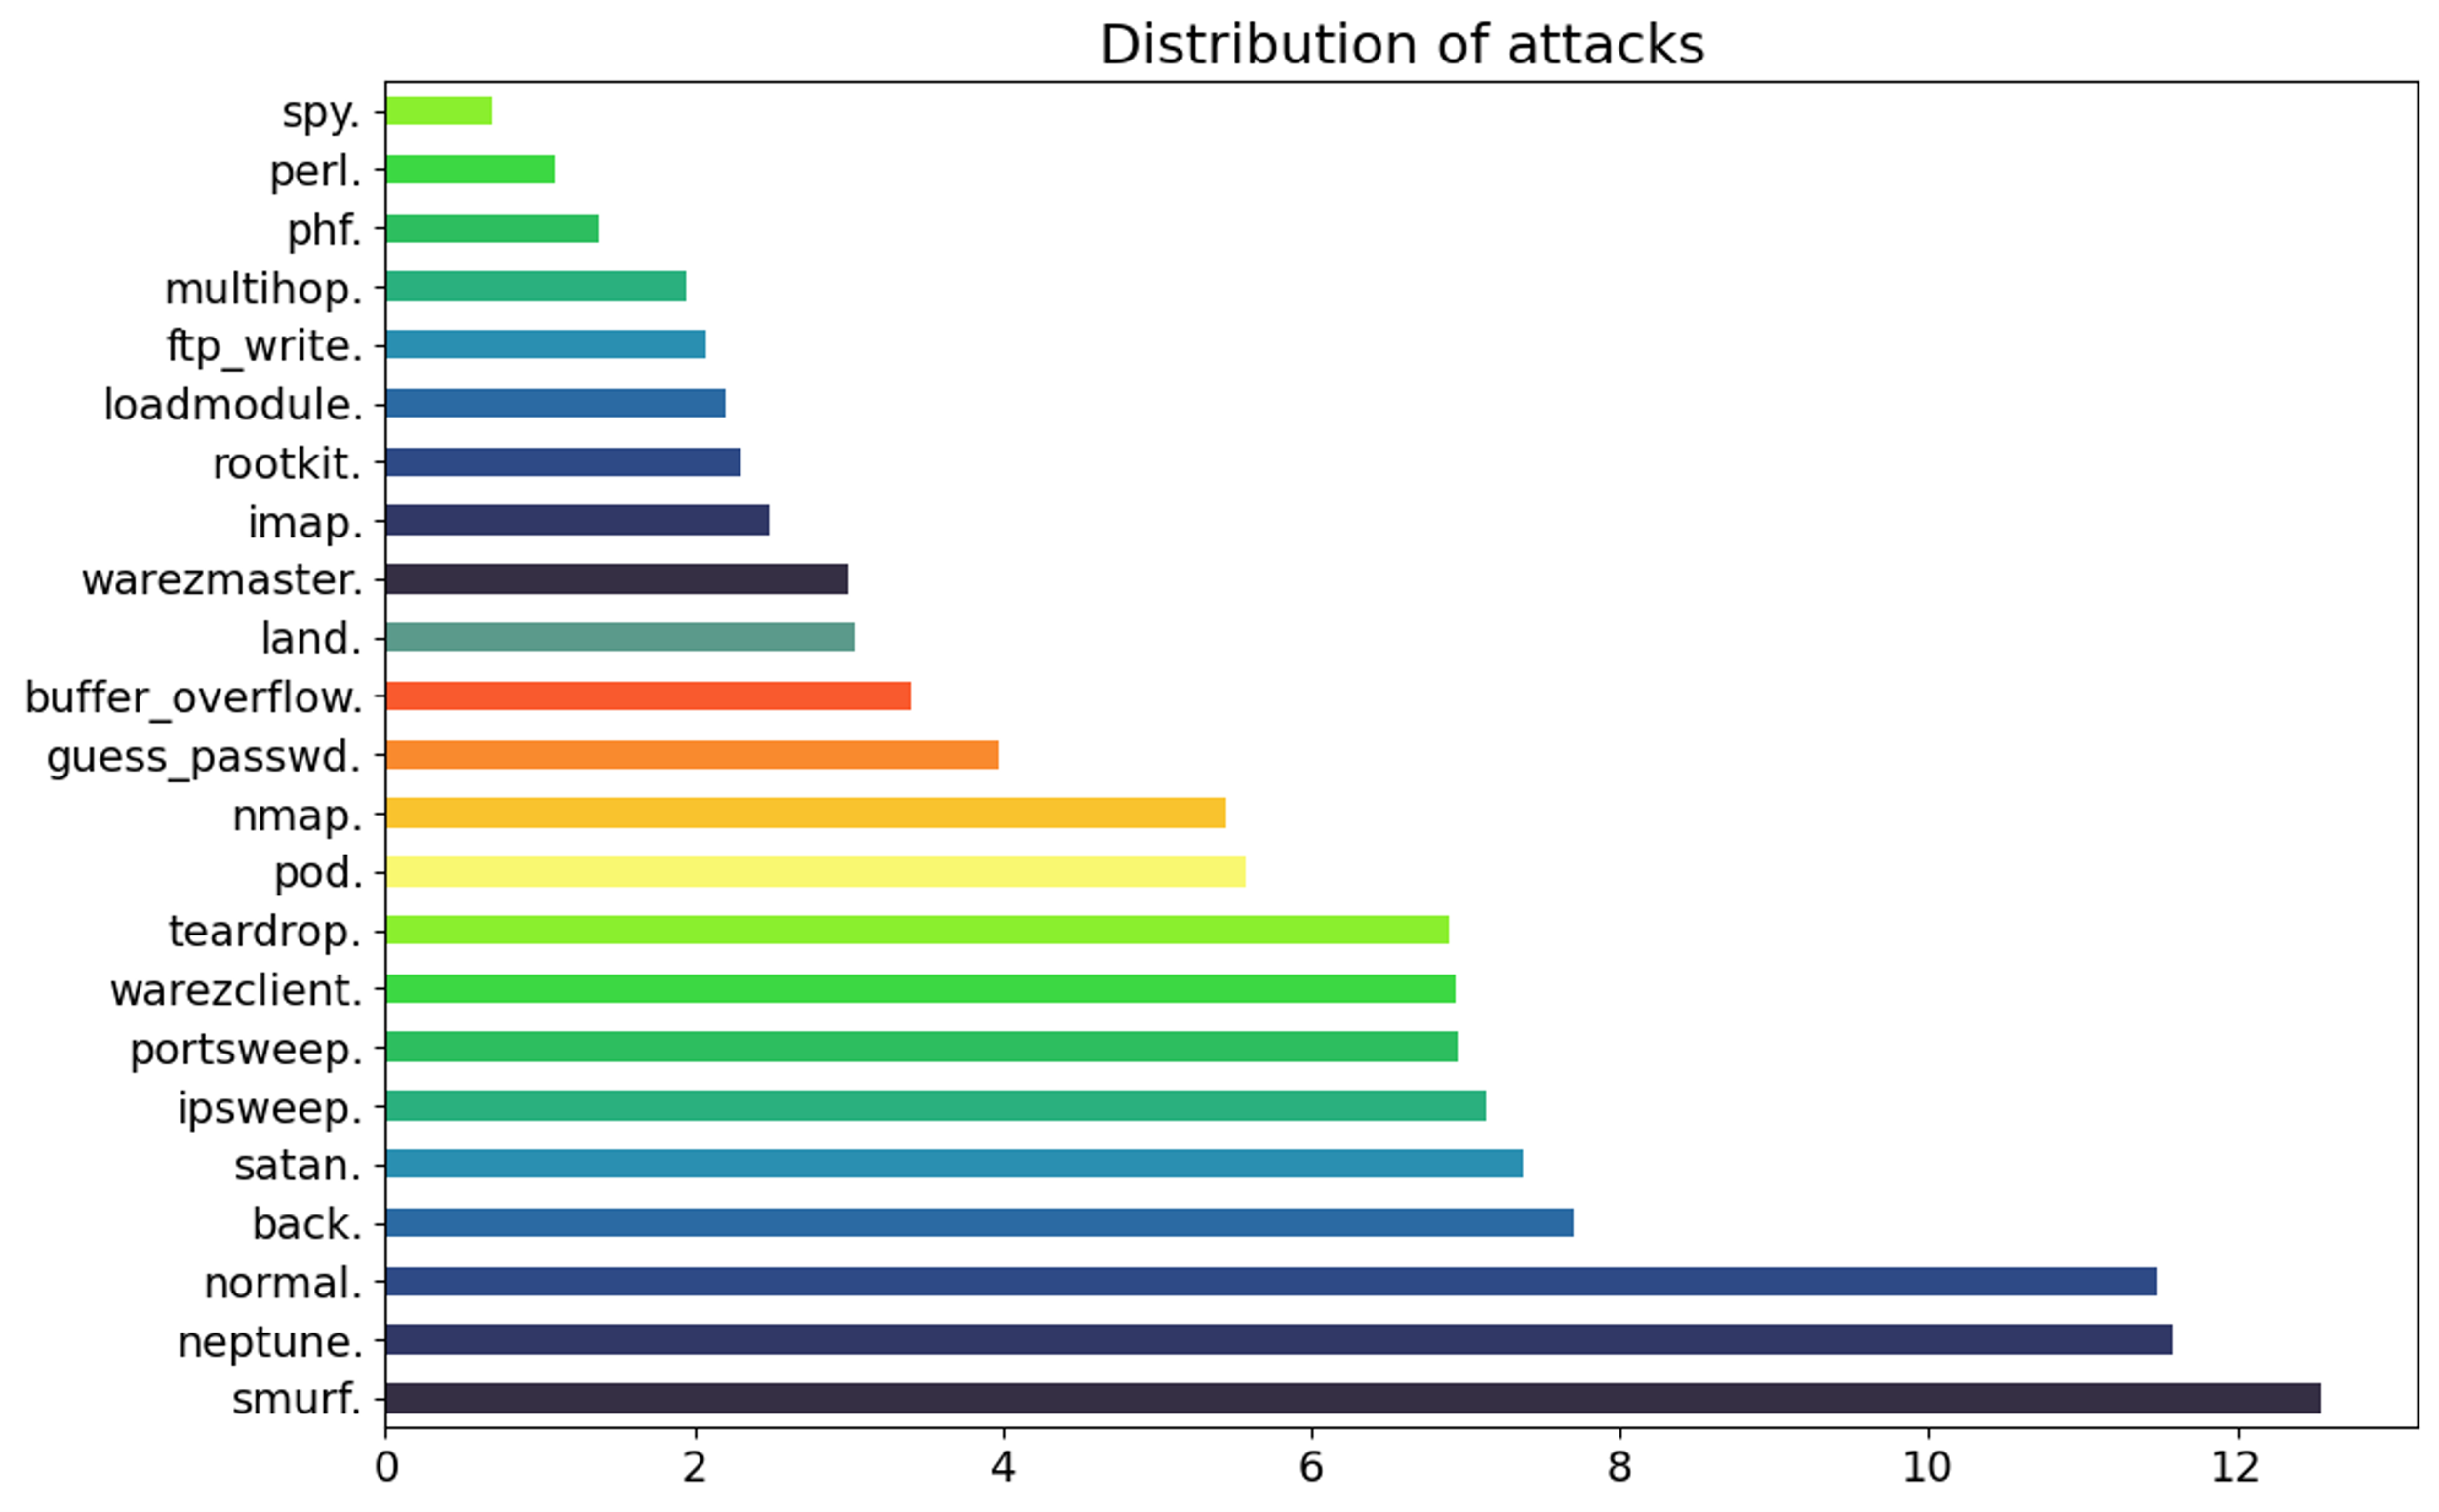 Distribution of attacks
spy.
perl.
phf.
multihop.
ftp_write.
loadmodule.
rootkit.
imap.
warezmaster.
land.
buffer_overflow.
guess_passwd.
nmap.
pod.
teardrop.
warezclient.
portsweep.
ipsweep.
satan.
back.
normal.
neptune.
smurf.
0 2 4 6 8 10 12